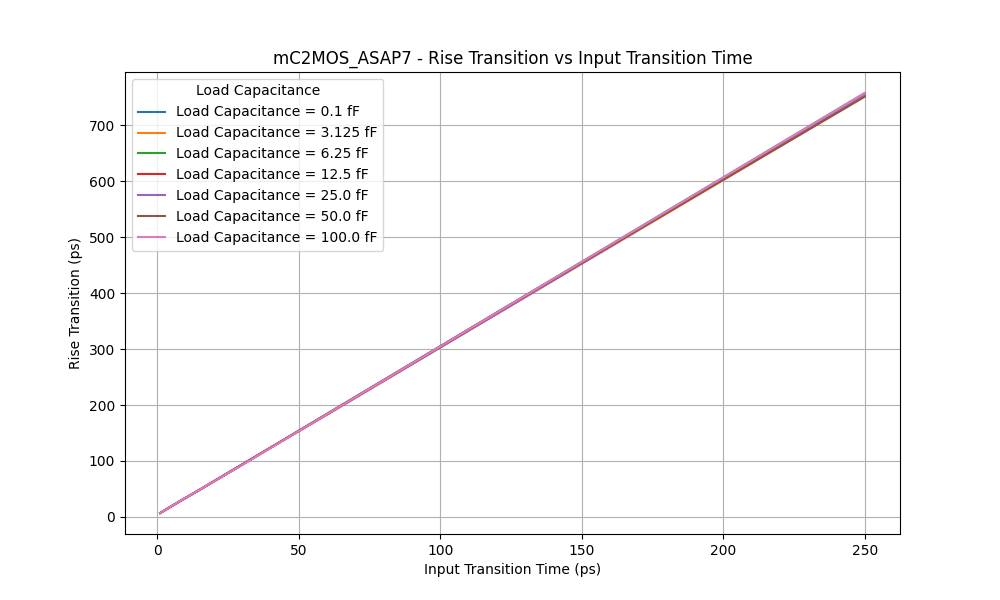 mC2MOS_ASAP7 - Rise Transition vs Input Transition Time
Load Capacitance
Load Capacitance = 0.1 fF
Load Capacitance = 3.125 fF
Load Capacitance = 6.25 fF
Load Capacitance = 12.5 fF
Load Capacitance = 25.0 fF
Load Capacitance = 50.0 fF
Load Capacitance = 100.0 fF
Rise Transition (ps)
700
600
500
400
300
200
100
0
0 50 100 150 200 250
Input Transition Time (ps)